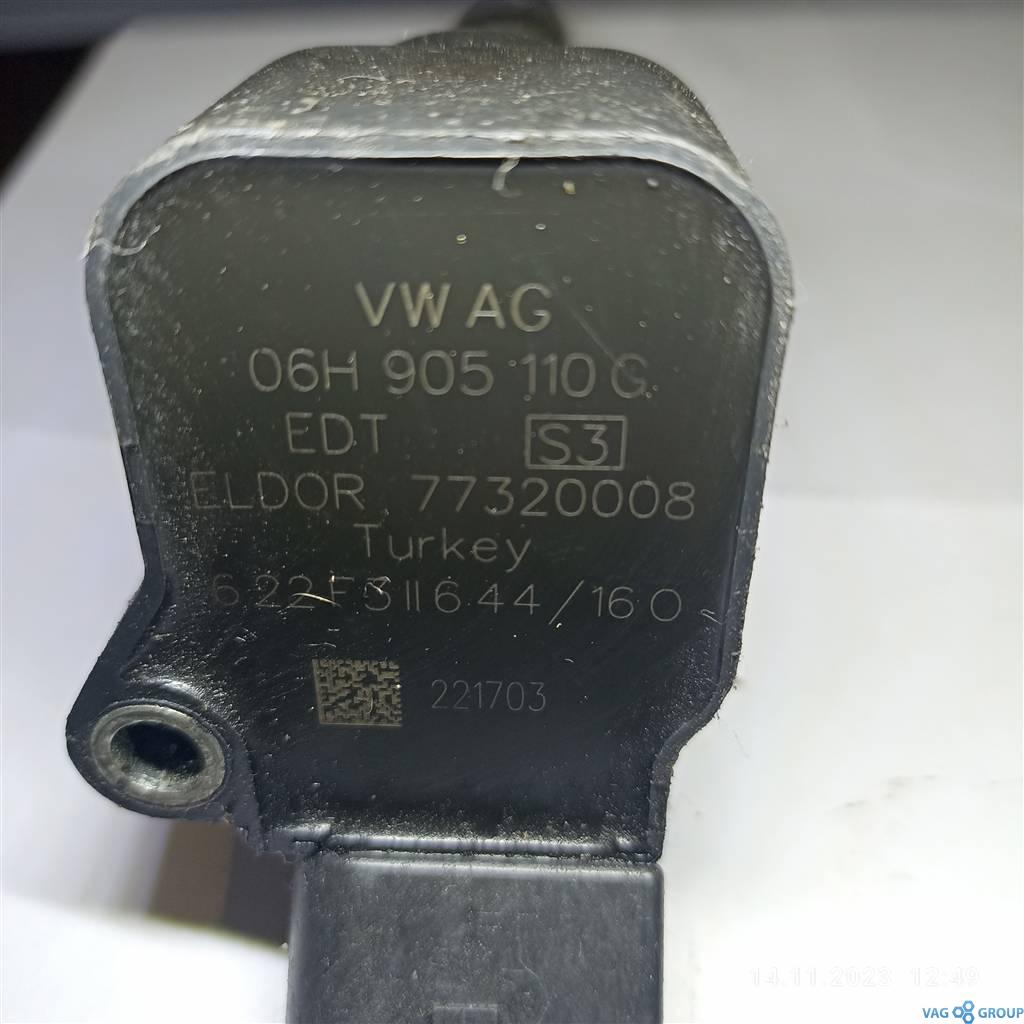 VW AG
06H 905 110 G
EDT S3
ELDOR 77320008
Turkey
622F311644/160
221703
14.11.2023 12:49
VAG GROUP